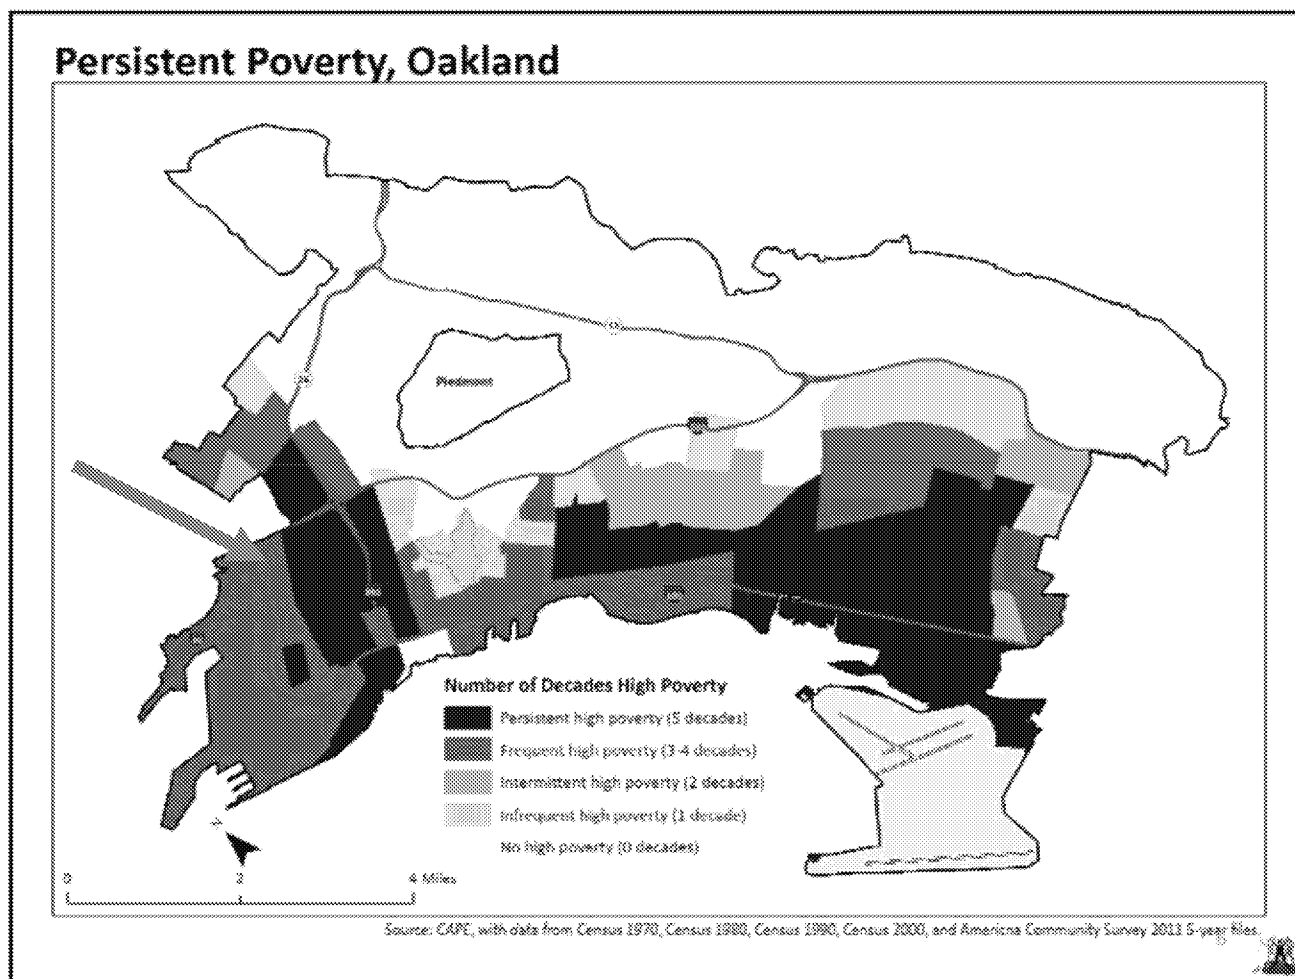 Persistent Poverty, Oakland
Piedmont
Number of Decades High Poverty
Persistent high poverty (5 decades)
Frequent high poverty (3-4 decades)
Intermittent high poverty (2 decades)
Infrequent high poverty (1 decade)
No high poverty (0 decades)
0 2 4 Miles
Source: CAPE, with data from Census 1970, Census 1980, Census 1990, Census 2000, and Americna Community Survey 2011 5-year files.